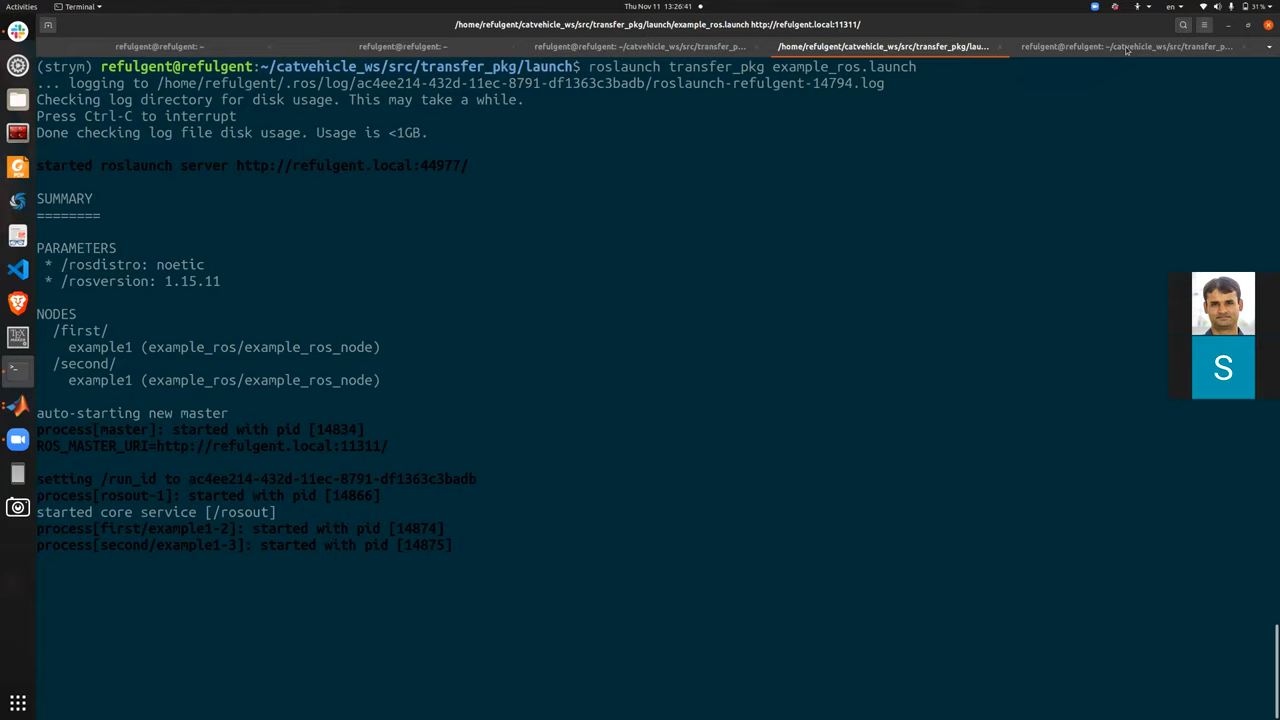 Activities
Terminal
Thu Nov 11 13:26:41
en
31 %
/home/refulgent/catvehicle_ws/src/transfer_pkg/launch/example_ros.launch http://refulgent.local:11311/
refulgent@refulgent: ~
refulgent@refulgent: ~
refulgent@refulgent: ~/catvehicle_ws/src/transfer_p...
/home/refulgent/catvehicle_ws/src/transfer_pkg/lau...
refulgent@refulgent: ~/catvehicle_ws/src/transfer_p...
(strym) refulgent@refulgent:~/catvehicle_ws/src/transfer_pkg/launch$ roslaunch transfer_pkg example_ros.launch
... logging to /home/refulgent/.ros/log/ac4ee214-432d-11ec-8791-df1363c3badb/roslaunch-refulgent-14794.log
Checking log directory for disk usage. This may take a while.
Press Ctrl-C to interrupt
Done checking log file disk usage. Usage is <1GB.
started roslaunch server http://refulgent.local:44977/
SUMMARY
========
PARAMETERS
* /rosdistro: noetic
* /rosversion: 1.15.11
NODES
/first/
example1 (example_ros/example_ros_node)
/second/
example1 (example_ros/example_ros_node)
auto-starting new master
process[master]: started with pid [14834]
ROS_MASTER_URI=http://refulgent.local:11311/
setting /run_id to ac4ee214-432d-11ec-8791-df1363c3badb
process[rosout-1]: started with pid [14866]
started core service [/rosout]
process[first/example1-2]: started with pid [14874]
process[second/example1-3]: started with pid [14875]
S